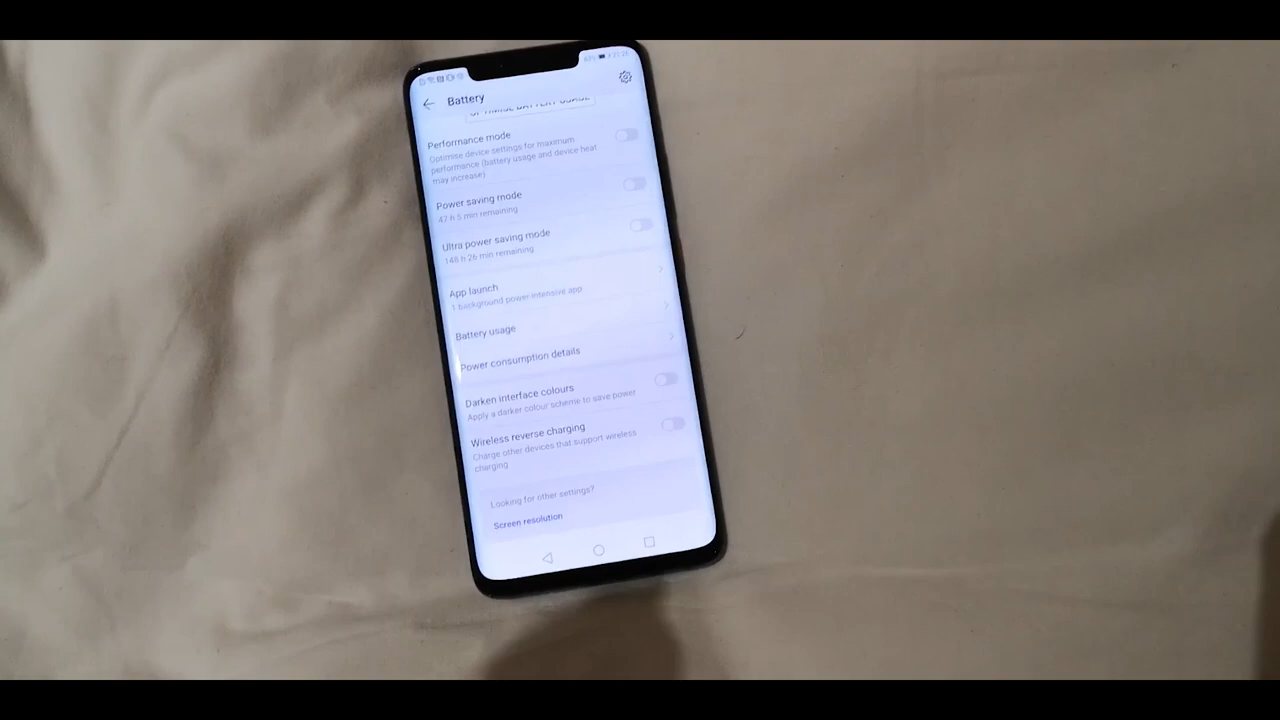 Battery
Performance mode
Optimise device settings for maximum
performance (battery usage and device heat
may increase)
Power saving mode
47 h 5 min remaining
Ultra power saving mode
148 h 26 min remaining
App launch
1 background power-intensive app
Battery usage
Power consumption details
Darken interface colours
Apply a darker colour scheme to save power
Wireless reverse charging
Charge other devices that support wireless
charging
Looking for other settings?
Screen resolution